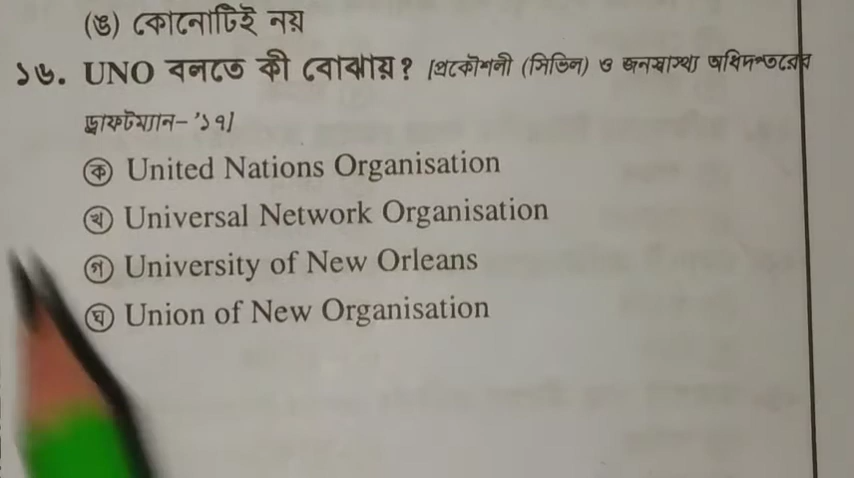 (ঙ) কোনোটিই নয়
১৬. UNO বলতে কী বোঝায়? [প্রকৌশলী (সিভিল) ও জনস্বাস্থ্য অধিদপ্তরের
ড্রাফটম্যান-'১৭]
ক United Nations Organisation
খ Universal Network Organisation
গ University of New Orleans
ঘ Union of New Organisation